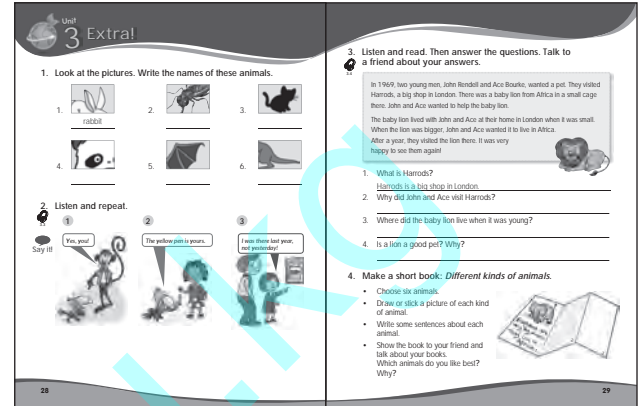 Unit
3 Extra!
1. Look at the pictures. Write the names of these animals.
1.
2.
3.
rabbit
4.
5.
6.
2. Listen and repeat.
1
2
3
Say it!
Yes, you!
The yellow pen is yours.
I was there last year,
not yesterday!
28
3. Listen and read. Then answer the questions. Talk to
a friend about your answers.
In 1969, two young men, John Rendell and Ace Bourke, wanted a pet. They visited
Harrods, a big shop in London. There was a baby lion from Africa in a small cage
there. John and Ace wanted to help the baby lion.
The baby lion lived with John and Ace at their home in London when it was small.
When the lion was bigger, John and Ace wanted it to live in Africa.
After a year, they visited the lion there. It was very
happy to see them again!
1. What is Harrods?
Harrods is a big shop in London.
2. Why did John and Ace visit Harrods?
3. Where did the baby lion live when it was young?
4. Is a lion a good pet? Why?
4. Make a short book: Different kinds of animals.
• Choose six animals.
• Draw or stick a picture of each kind
of animal.
• Write some sentences about each
animal.
• Show the book to your friend and
talk about your books.
Which animals do you like best?
Why?
29